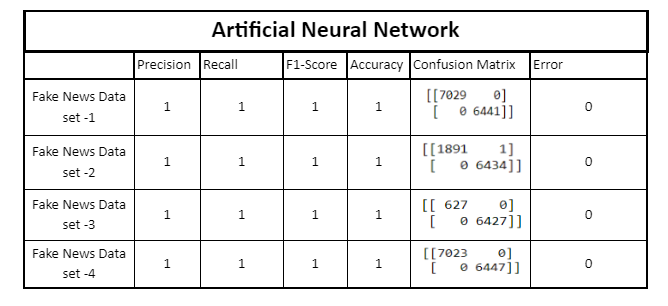 Artificial Neural Network
Precision Recall F1-Score Accuracy Confusion Matrix Error
Fake News Data
set -1
1 1 1 1
[[7029 0]
[ 0 6441]]
0
Fake News Data
set -2
1 1 1 1
[[1891 1]
[ 0 6434]]
0
Fake News Data
set -3
1 1 1 1
[[ 627 0]
[ 0 6427]]
0
Fake News Data
set -4
1 1 1 1
[[7023 0]
[ 0 6447]]
0